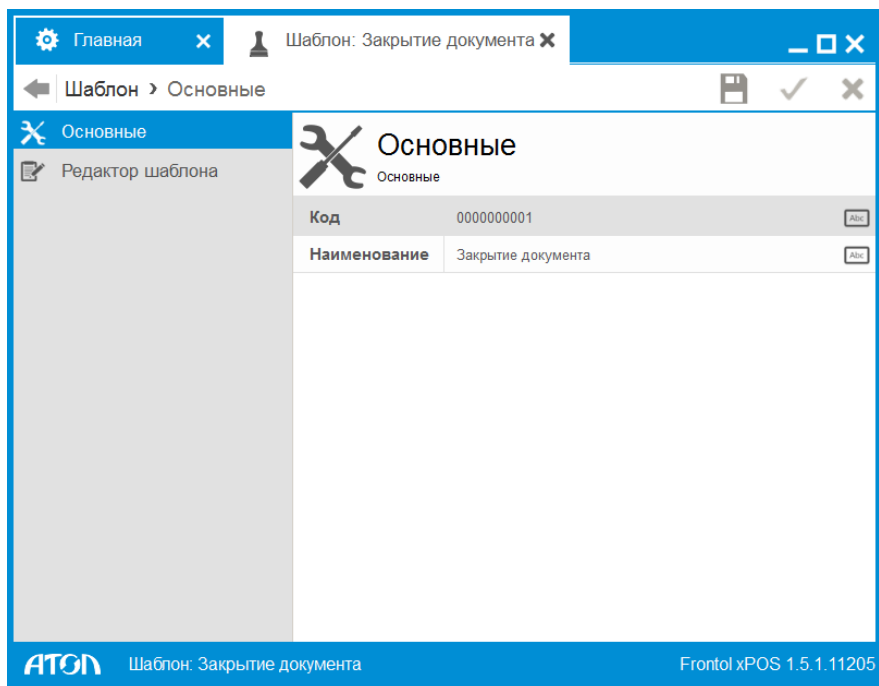 Главная
Шаблон: Закрытие документа
Шаблон › Основные
Основные
Редактор шаблона
Основные
Основные
Код 0000000001 Abc
Наименование Закрытие документа Abc
АТОЛ Шаблон: Закрытие документа Frontol xPOS 1.5.1.11205